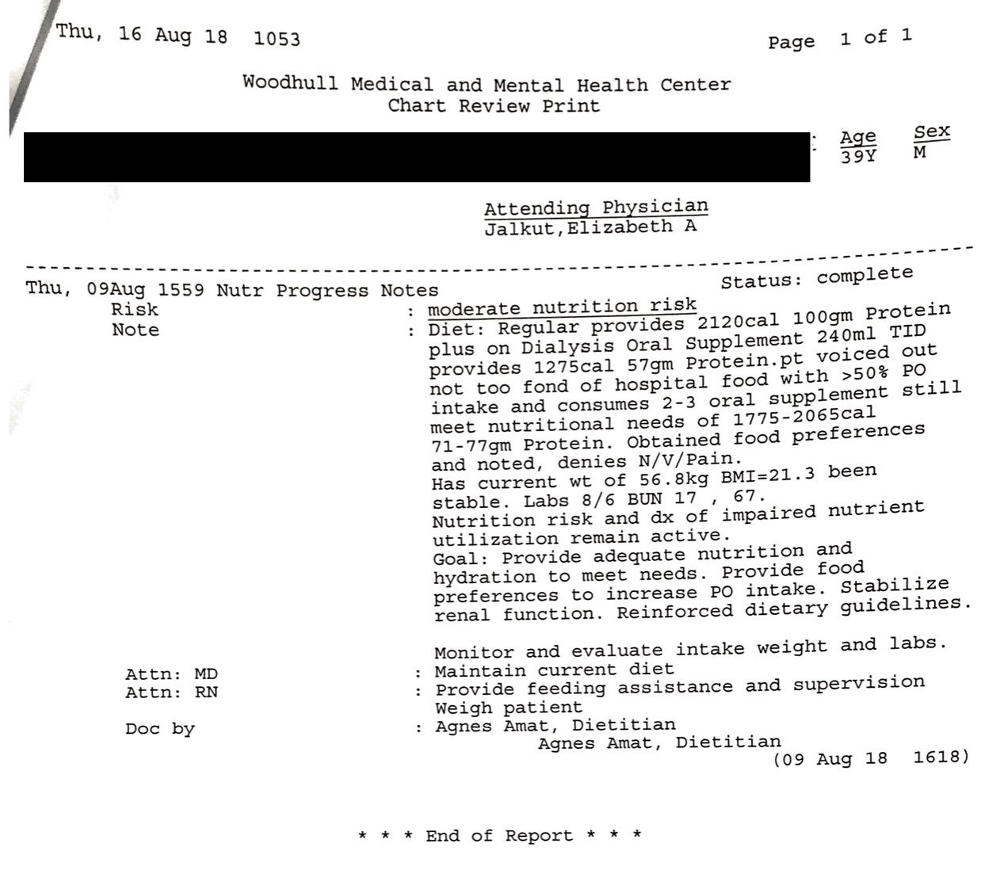 Thu, 16 Aug 18 1053
Page 1 of 1
Woodhull Medical and Mental Health Center
Chart Review Print
Age Sex
39Y M
Attending Physician
Jalkut,Elizabeth A
Thu, 09Aug 1559 Nutr Progress Notes Status: complete
Risk : moderate nutrition risk
Note : Diet: Regular provides 2120cal 100gm Protein
plus on Dialysis Oral Supplement 240ml TID
provides 1275cal 57gm Protein.pt voiced out
not too fond of hospital food with >50% PO
intake and consumes 2-3 oral supplement still
meet nutritional needs of 1775-2065cal
71-77gm Protein. Obtained food preferences
and noted, denies N/V/Pain.
Has current wt of 56.8kg BMI=21.3 been
stable. Labs 8/6 BUN 17 , 67.
Nutrition risk and dx of impaired nutrient
utilization remain active.
Goal: Provide adequate nutrition and
hydration to meet needs. Provide food
preferences to increase PO intake. Stabilize
renal function. Reinforced dietary guidelines.
Monitor and evaluate intake weight and labs.
Attn: MD : Maintain current diet
Attn: RN : Provide feeding assistance and supervision
Weigh patient
Doc by : Agnes Amat, Dietitian
Agnes Amat, Dietitian
(09 Aug 18 1618)
* * * End of Report * * *